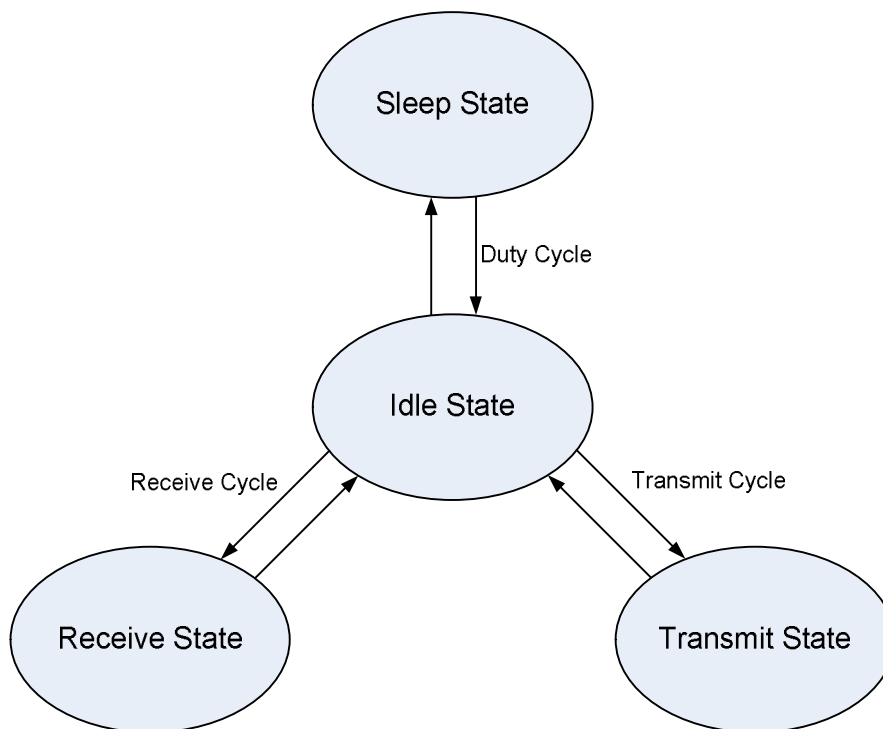 Sleep State
Duty Cycle
Idle State
Receive Cycle
Transmit Cycle
Receive State
Transmit State